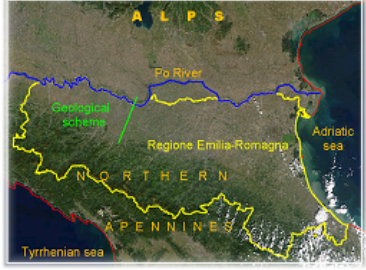 A L P S
Po River
Geological
scheme
Adriatic
sea
Regione Emilia-Romagna
N O R T H E R N
A P E N N I N E S
Tyrrhenian sea